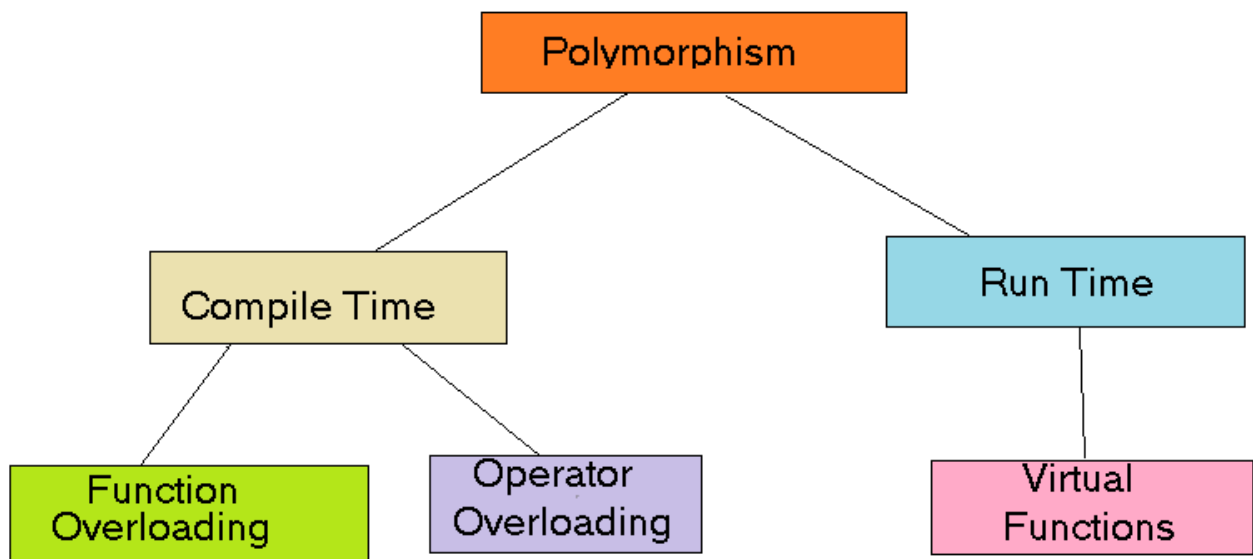 Polymorphism
Compile Time
Run Time
Function
Overloading
Operator
Overloading
Virtual
Functions